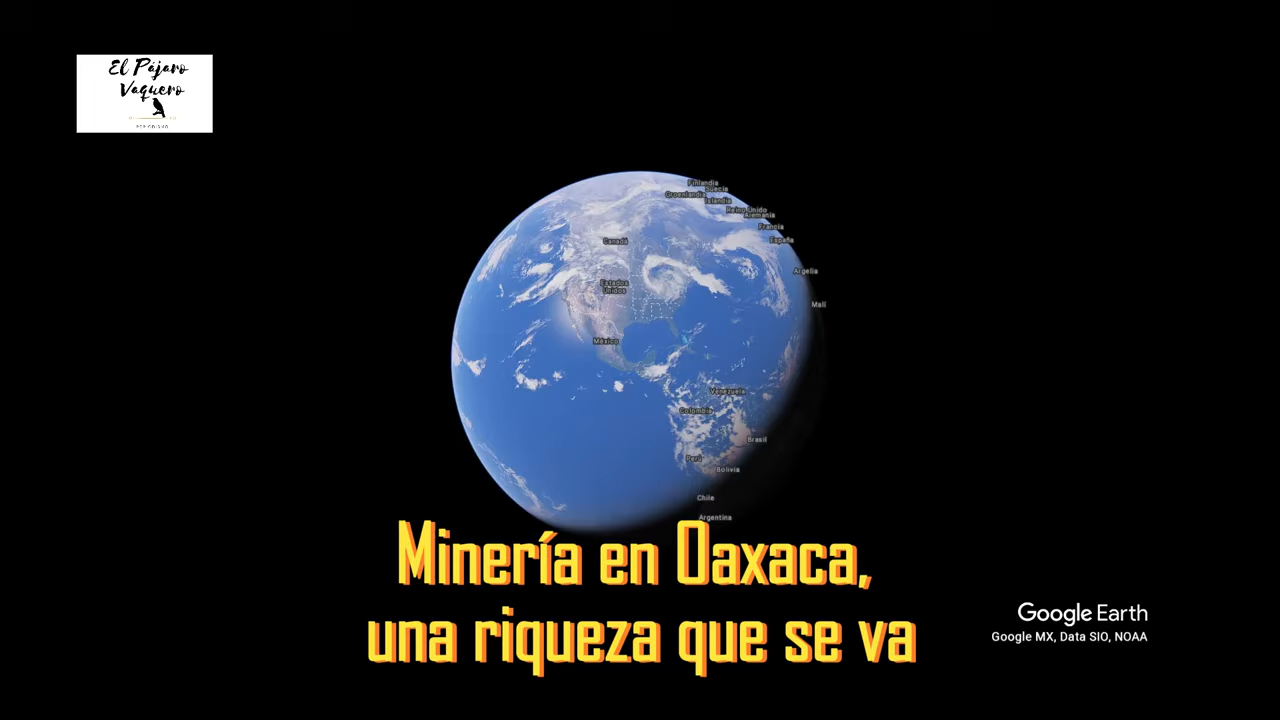 El Pájaro
Vaquero
PERIODISMO
Finlandia
Suecia
Groenlandia
Islandia
Reino Unido
Alemania
Francia
España
Canadá
Argelia
Estados
Unidos
Malí
México
Venezuela
Colombia
Brasil
Perú
Bolivia
Chile
Argentina
Minería en Oaxaca,
una riqueza que se va
Google Earth
Google MX, Data SIO, NOAA